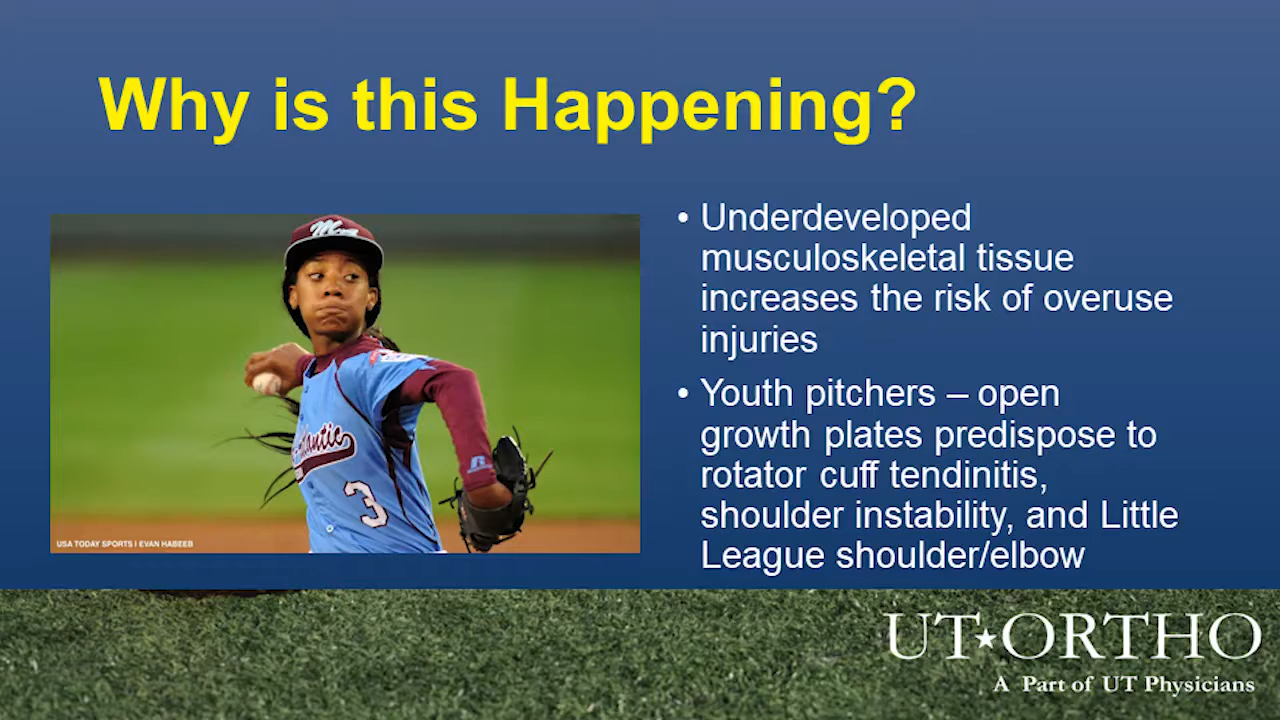 Why is this Happening?
• Underdeveloped
musculoskeletal tissue
increases the risk of overuse
injuries
• Youth pitchers – open
growth plates predispose to
rotator cuff tendinitis,
shoulder instability, and Little
League shoulder/elbow
3
USA TODAY SPORTS | EVAN HABEEB
UT★ORTHO
A Part of UT Physicians